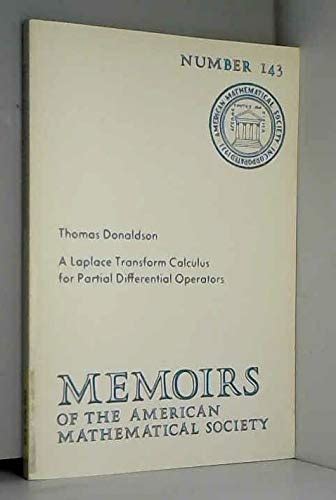 NUMBER 143
AMERICAN MATHEMATICAL SOCIETY
Thomas Donaldson
A Laplace Transform Calculus
for Partial Differential Operators
MEMOIRS
OF THE AMERICAN
MATHEMATICAL SOCIETY